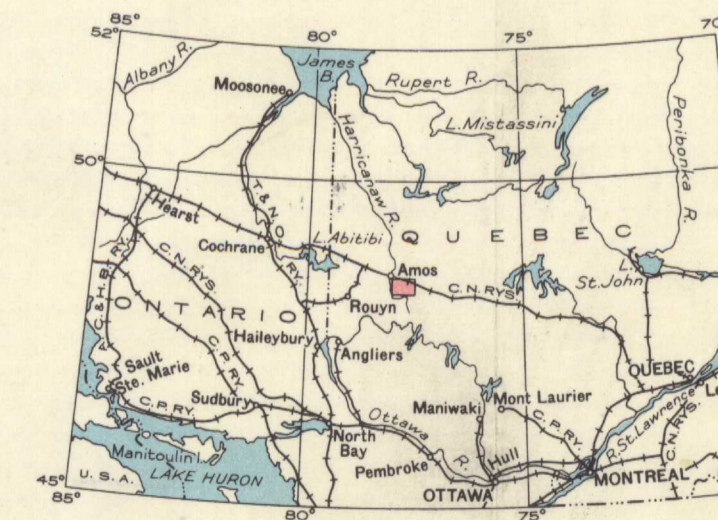 85°
52°
80°
75°
70
James
B.
Albany R.
Moosonee
Rupert R.
L. Mistassini
Harricanaw R.
Peribonka R.
50°
T. & N. O. RY.
Hearst
Cochrane
L. Abitibi
QUEBEC
L.
St. John
Amos
C. N. RYS.
C. N. RYS.
A. C. & H. B. RY.
ONTARIO
Rouyn
Haileybury
C. P. RY.
Angliers
Sault
Ste. Marie
C. P. RY.
Sudbury
QUEBEC
Mont Laurier
Maniwaki
C. P. RY.
R. St. Lawrence
C. N. RYS.
Ottawa R.
North
Bay
Manitoulin I.
Pembroke
Hull
LAKE HURON
U. S. A.
OTTAWA
MONTREAL
45°
85°
80°
75°